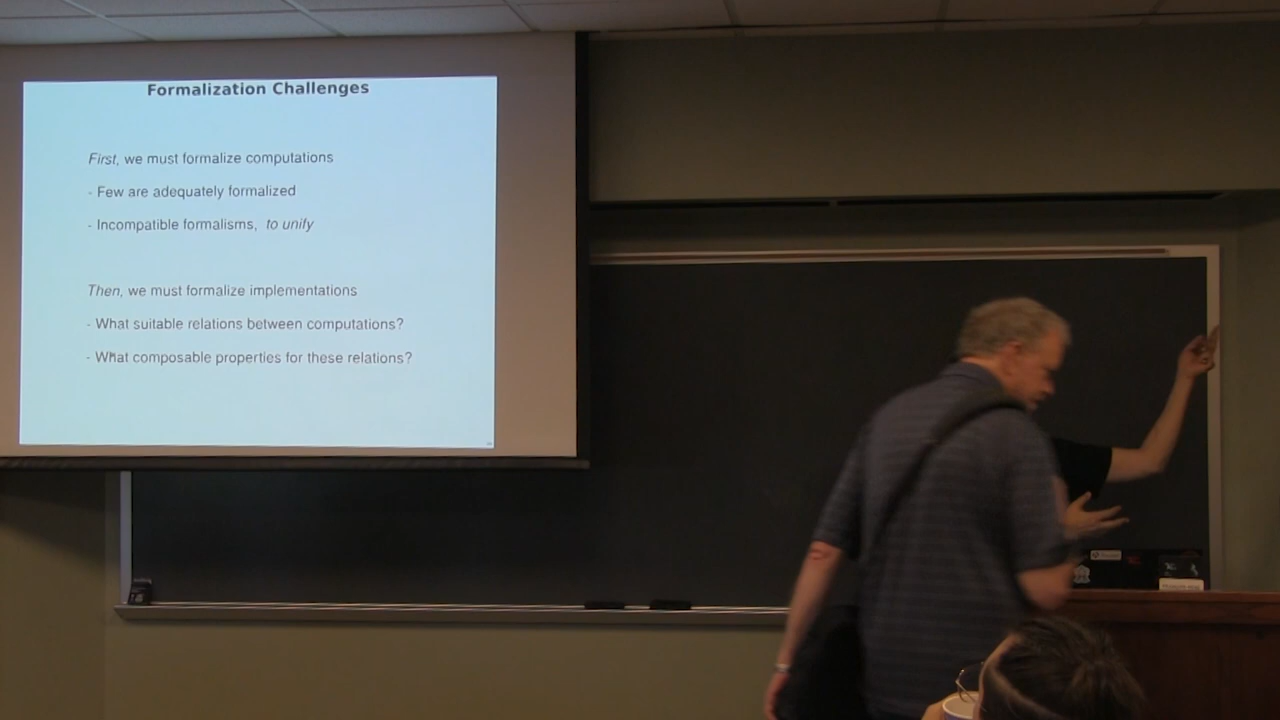 Formalization Challenges
First, we must formalize computations
- Few are adequately formalized
- Incompatible formalisms, to unify
Then, we must formalize implementations
- What suitable relations between computations?
- What composable properties for these relations?